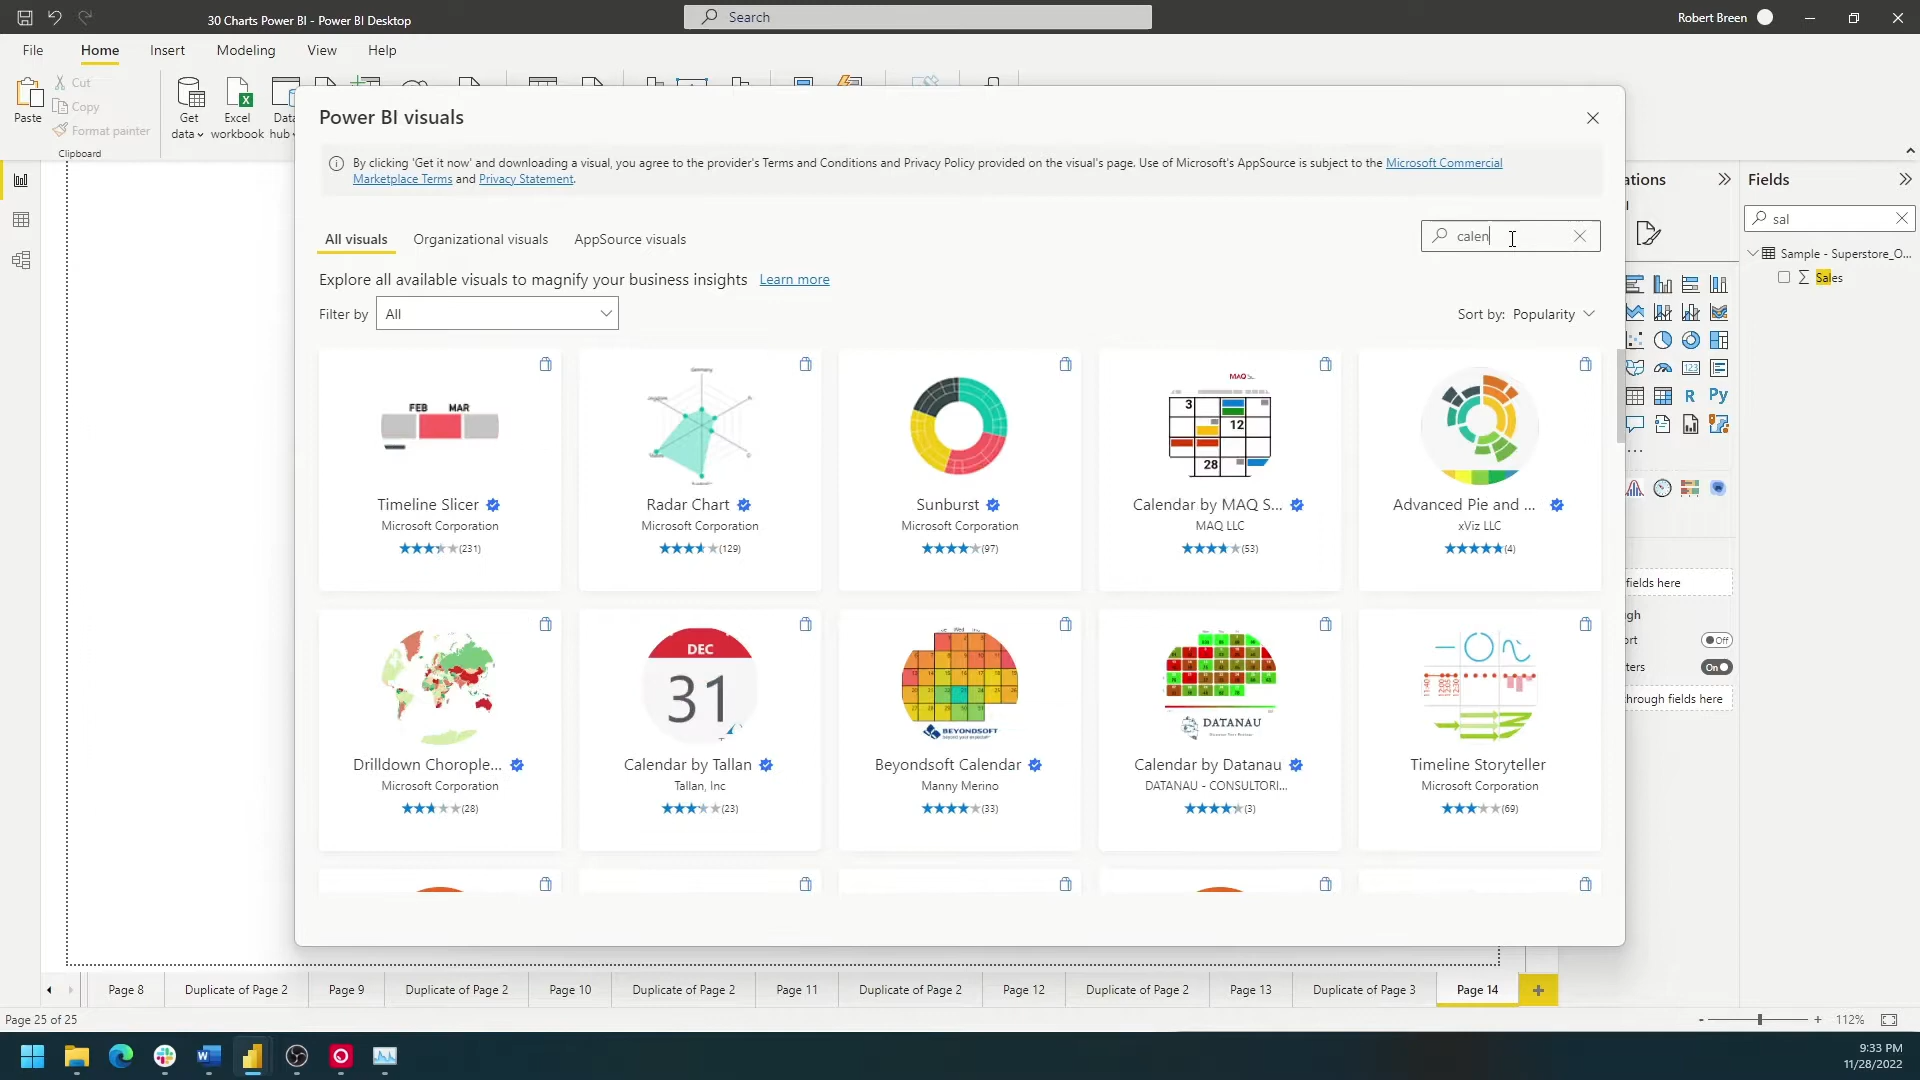 30 Charts Power BI - Power BI Desktop
Search
Robert Breen
File
Home
Insert
Modeling
View
Help
Paste
Cut
Copy
Format painter
Clipboard
Get
data
Excel
workbook
Data
hub
Power BI visuals
By clicking 'Get it now' and downloading a visual, you agree to the provider's Terms and Conditions and Privacy Policy provided on the visual's page. Use of Microsoft's AppSource is subject to the Microsoft Commercial
Marketplace Terms and Privacy Statement.
All visuals
Organizational visuals
AppSource visuals
calen
Explore all available visuals to magnify your business insights Learn more
Filter by
All
Sort by: Popularity
FEB MAR
Timeline Slicer
Microsoft Corporation
(231)
Germany
Radar Chart
Microsoft Corporation
(129)
Sunburst
Microsoft Corporation
(97)
3
12
28
Calendar by MAQ S...
MAQ LLC
(53)
Advanced Pie and ...
xViz LLC
(4)
Drilldown Chorople...
Microsoft Corporation
(28)
DEC
31
Calendar by Tallan
Tallan, Inc
(23)
BEYONDSOFT
Beyondsoft Calendar
Manny Merino
(33)
DATANAU
Calendar by Datanau
DATANAU - CONSULTORI...
(3)
Timeline Storyteller
Microsoft Corporation
(69)
ations
Fields
sal
Sample - Superstore_O...
Sales
123
R
Py
fields here
gh
ort
Off
ters
On
hrough fields here
Page 8
Duplicate of Page 2
Page 9
Duplicate of Page 2
Page 10
Duplicate of Page 2
Page 11
Duplicate of Page 2
Page 12
Duplicate of Page 2
Page 13
Duplicate of Page 3
Page 14
Page 25 of 25
112%
9:33 PM
11/28/2022